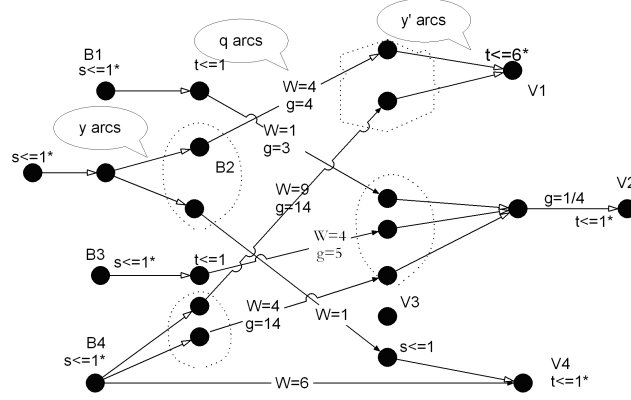 y' arcs
q arcs
B1
s<=1*
t<=1
t<=6*
V1
W=4
g=4
y arcs
W=1
g=3
s<=1*
B2
W=9
g=14
V2
g=1/4
t<=1*
W=4
g=5
B3
s<=1*
t<=1
W=4
g=14
W=1
V3
B4
s<=1*
s<=1
V4
t<=1*
W=6